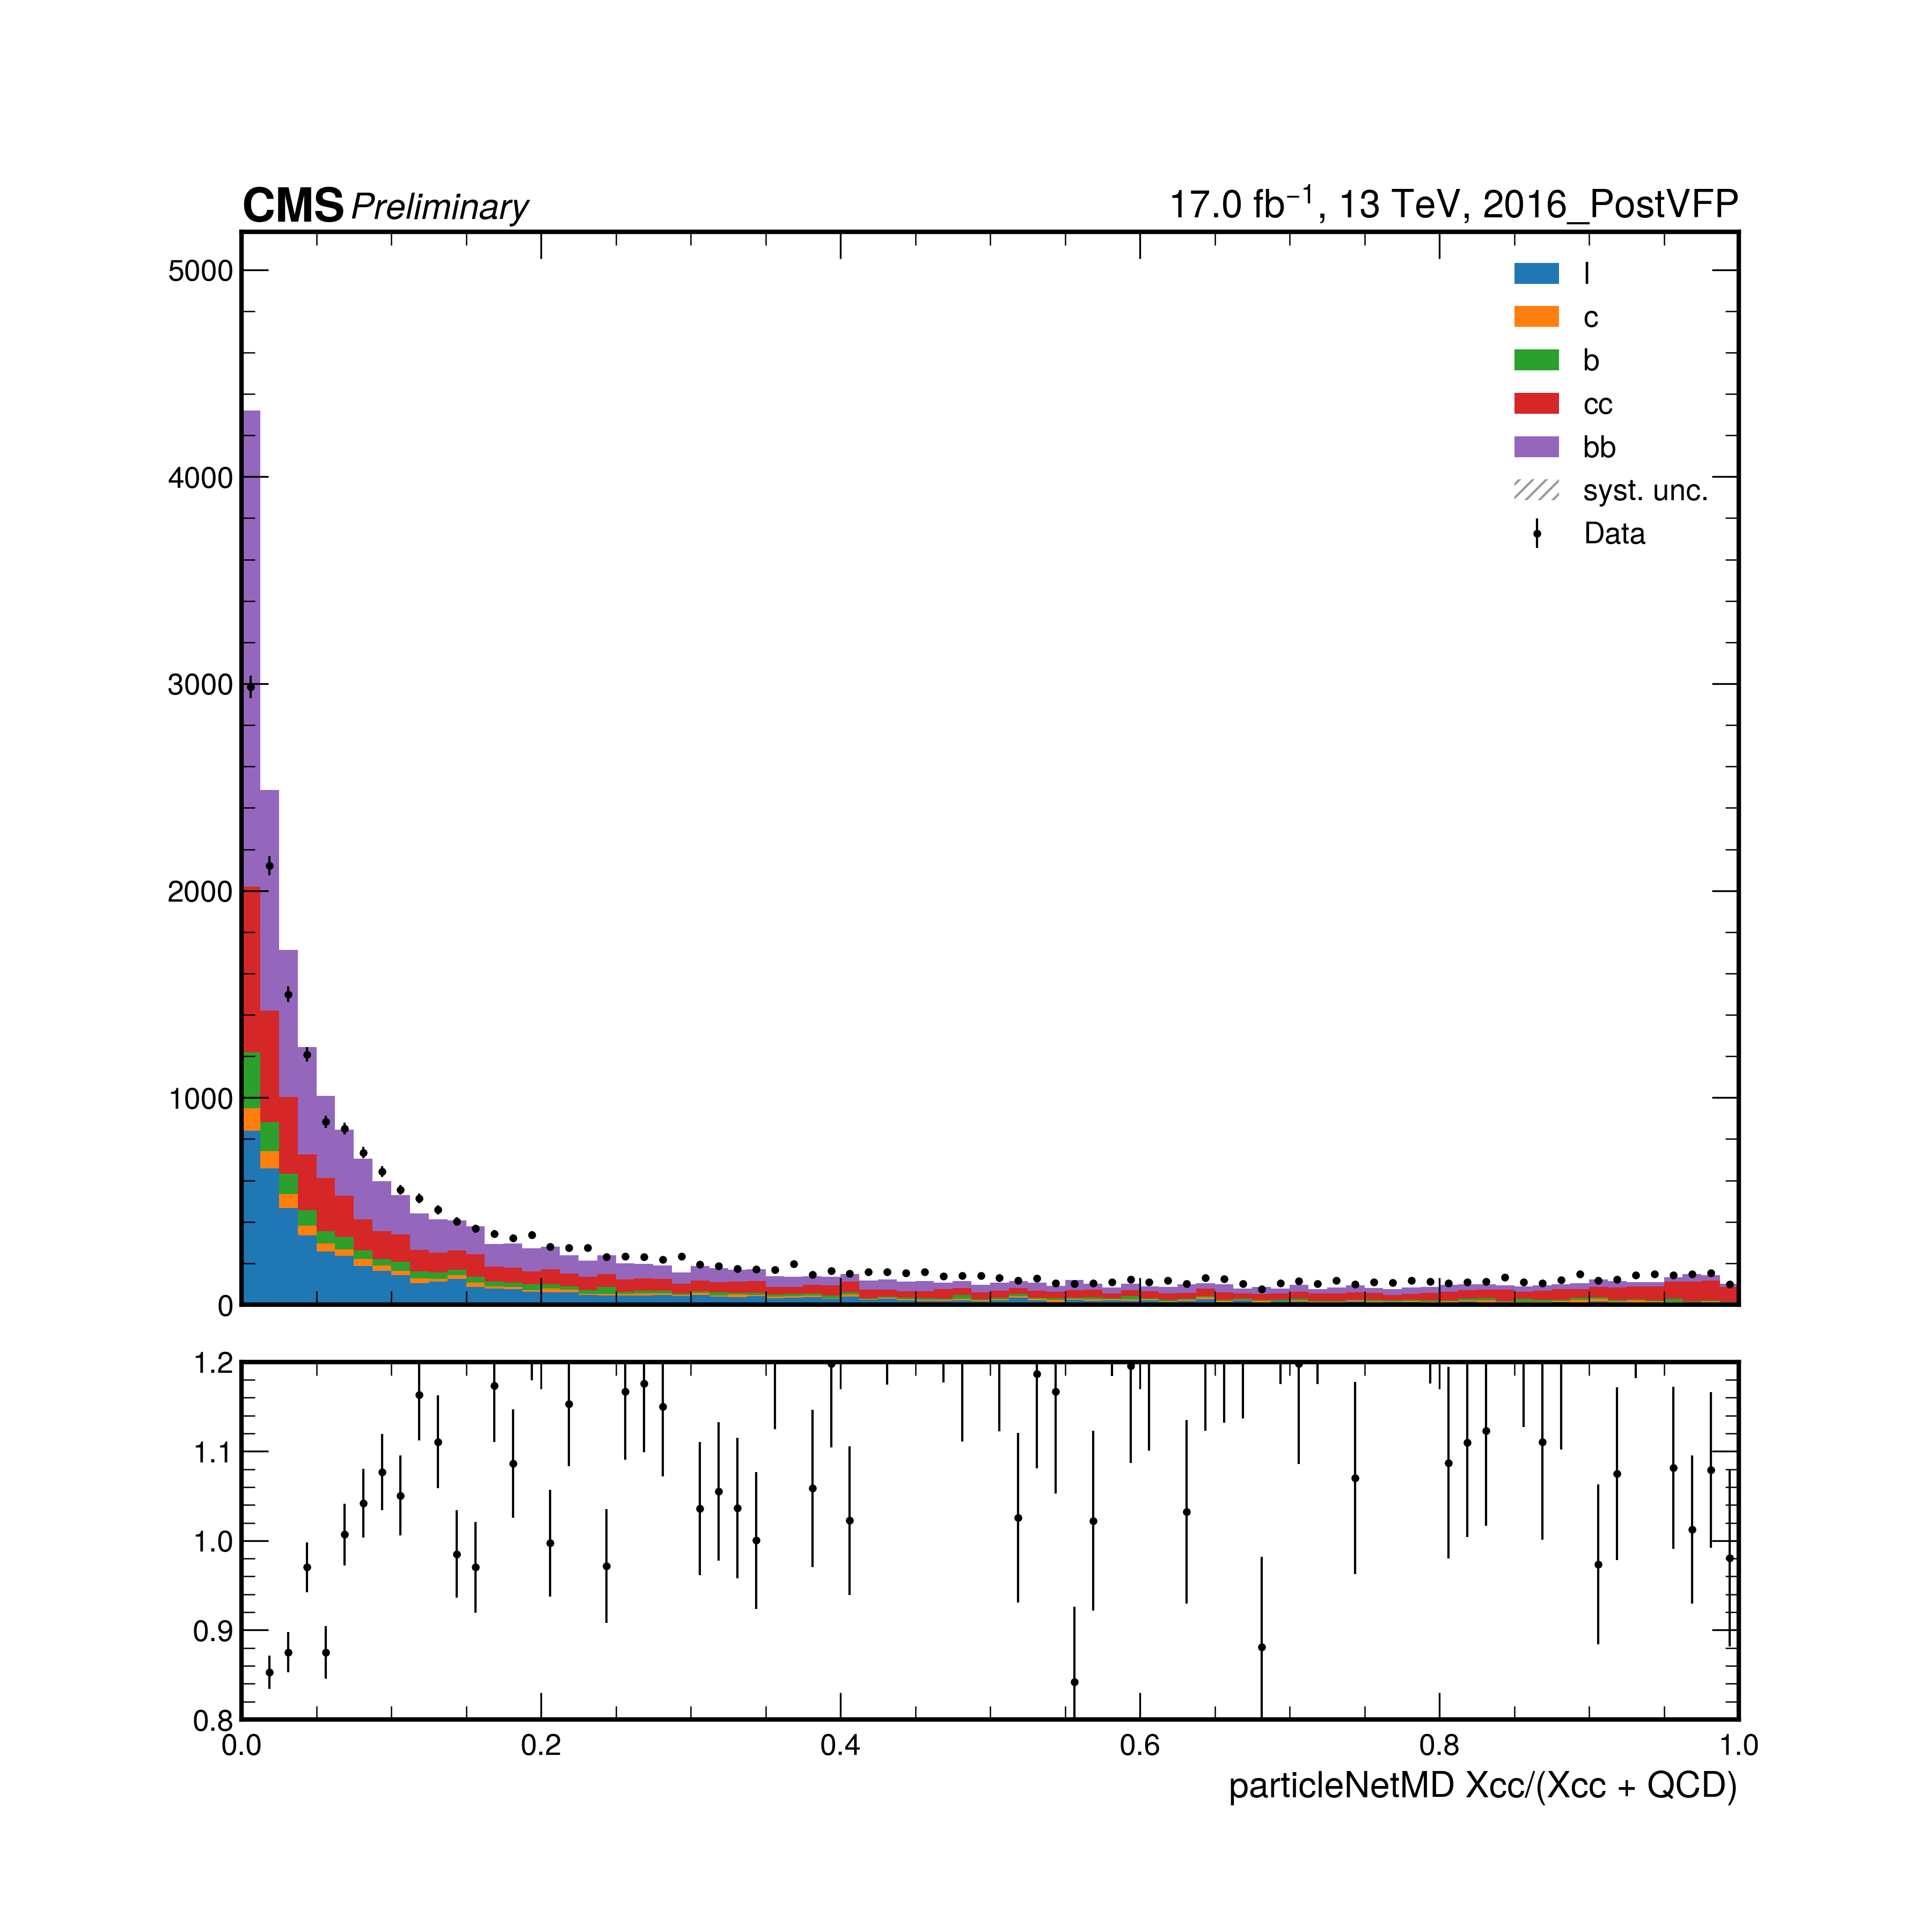 CMS Preliminary
17.0 fb⁻¹, 13 TeV, 2016_PostVFP
5000
4000
3000
2000
1000
0
l
c
b
cc
bb
syst. unc.
Data
1.2
1.1
1.0
0.9
0.8
0.0 0.2 0.4 0.6 0.8 1.0
particleNetMD Xcc/(Xcc + QCD)